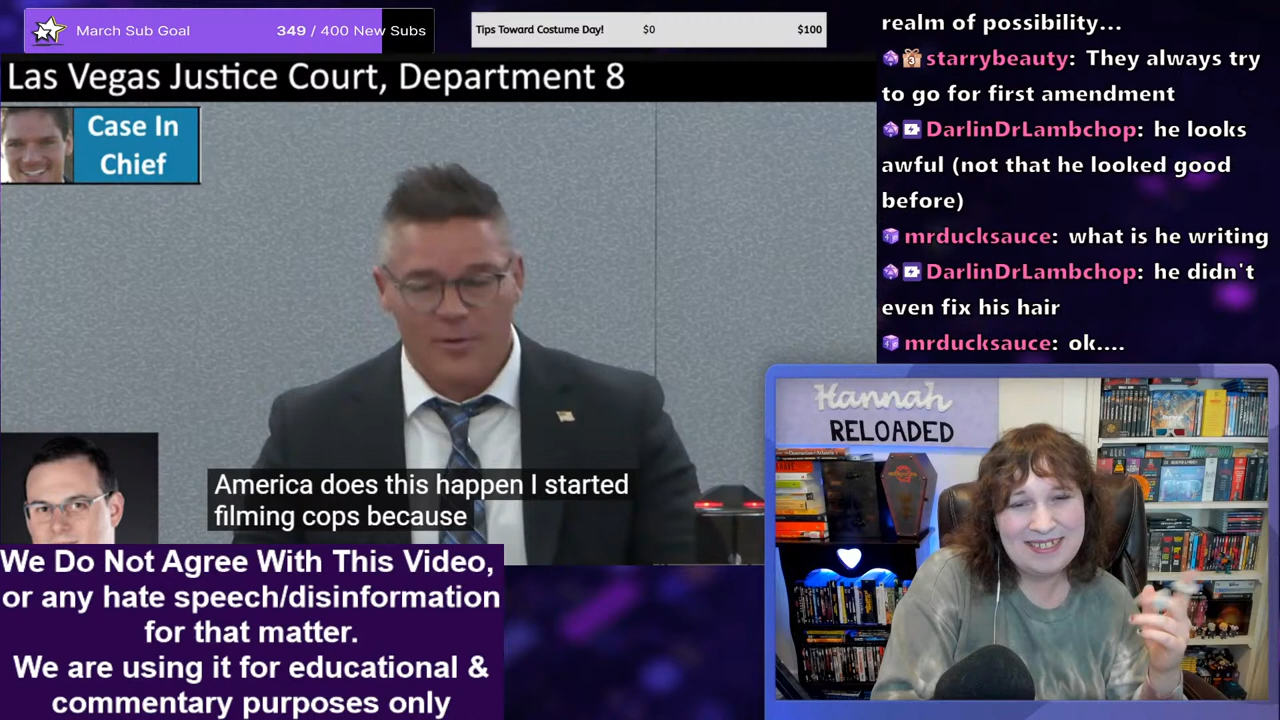 March Sub Goal
349 / 400 New Subs
Tips Toward Costume Day!
$0
$100
Las Vegas Justice Court, Department 8
Case In
Chief
America does this happen I started
filming cops because
We Do Not Agree With This Video,
or any hate speech/disinformation
for that matter.
We are using it for educational &
commentary purposes only
realm of possibility...
starrybeauty: They always try
to go for first amendment
DarlinDrLambchop: he looks
awful (not that he looked good
before)
mrducksauce: what is he writing
DarlinDrLambchop: he didn't
even fix his hair
mrducksauce: ok....
Hannah
RELOADED